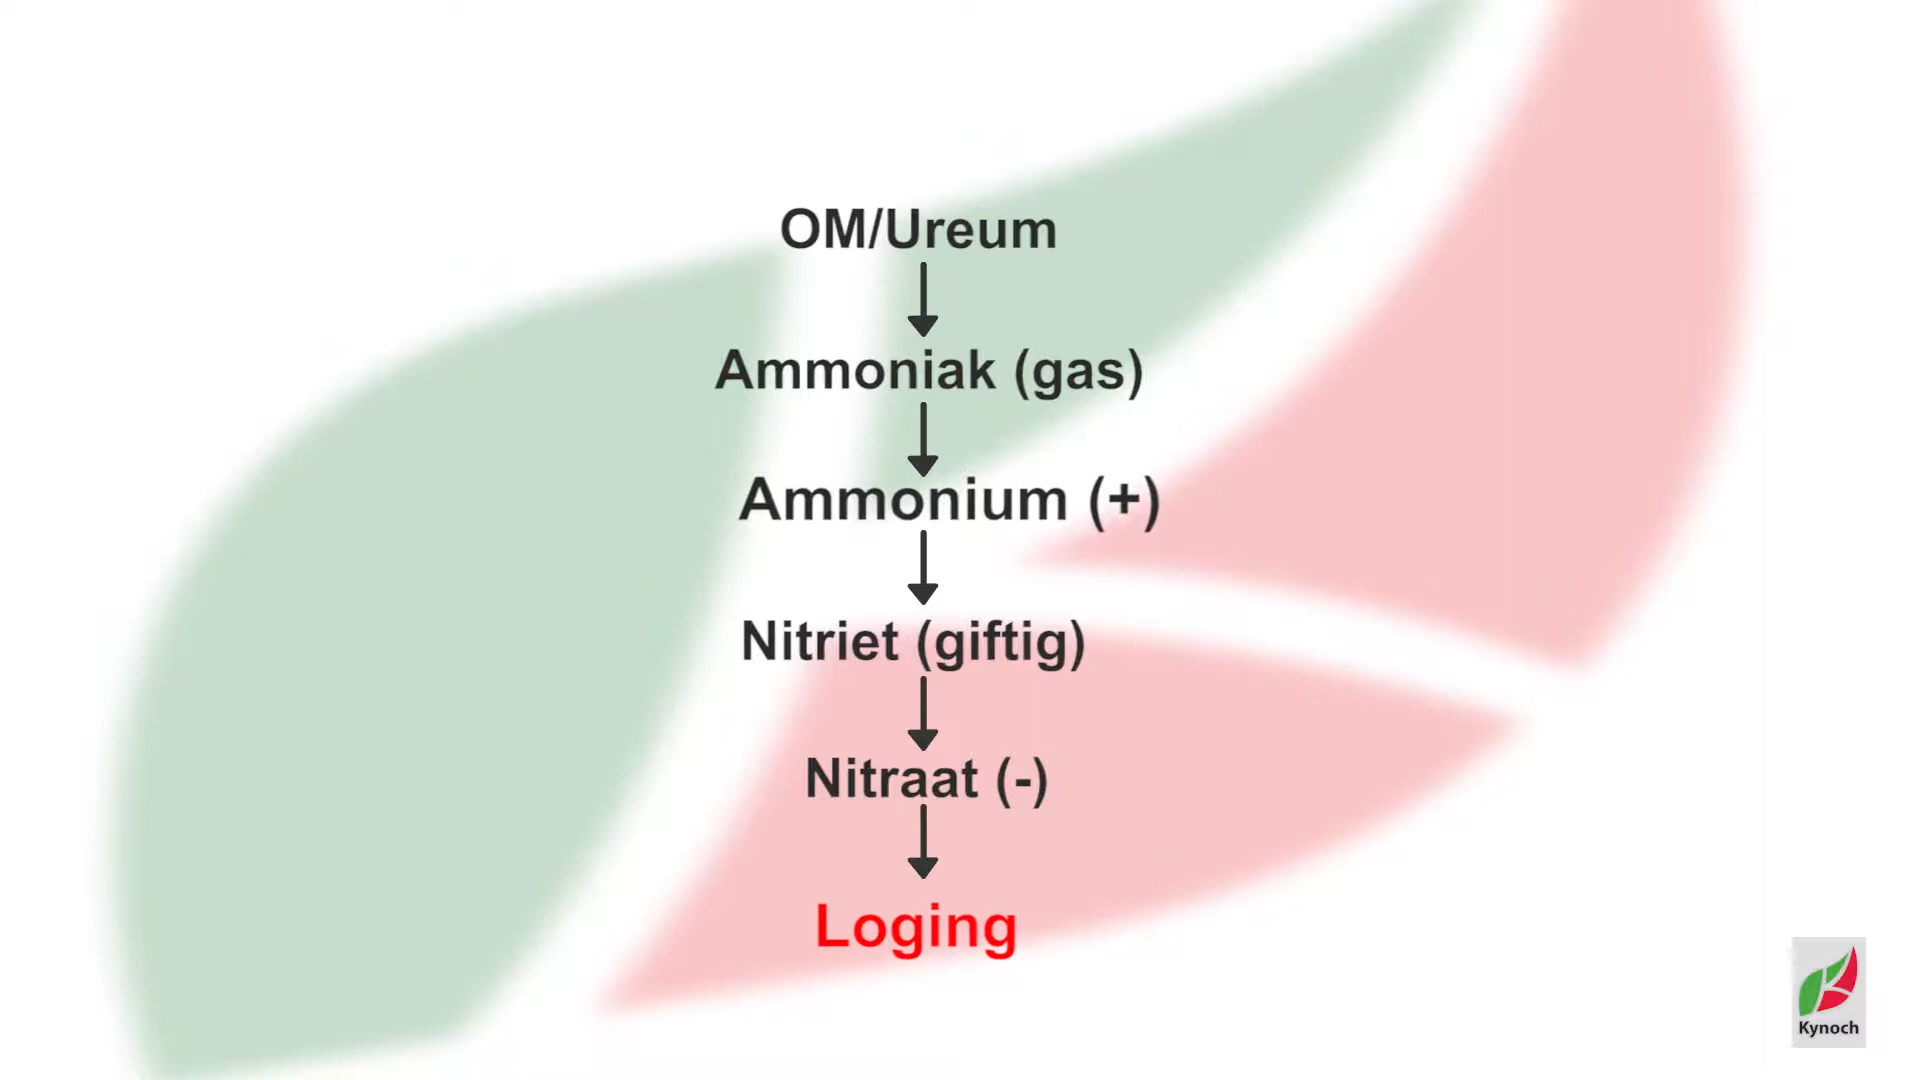 OM/Ureum
Ammoniak (gas)
Ammonium (+)
Nitriet (giftig)
Nitraat (-)
Loging
Kynoch